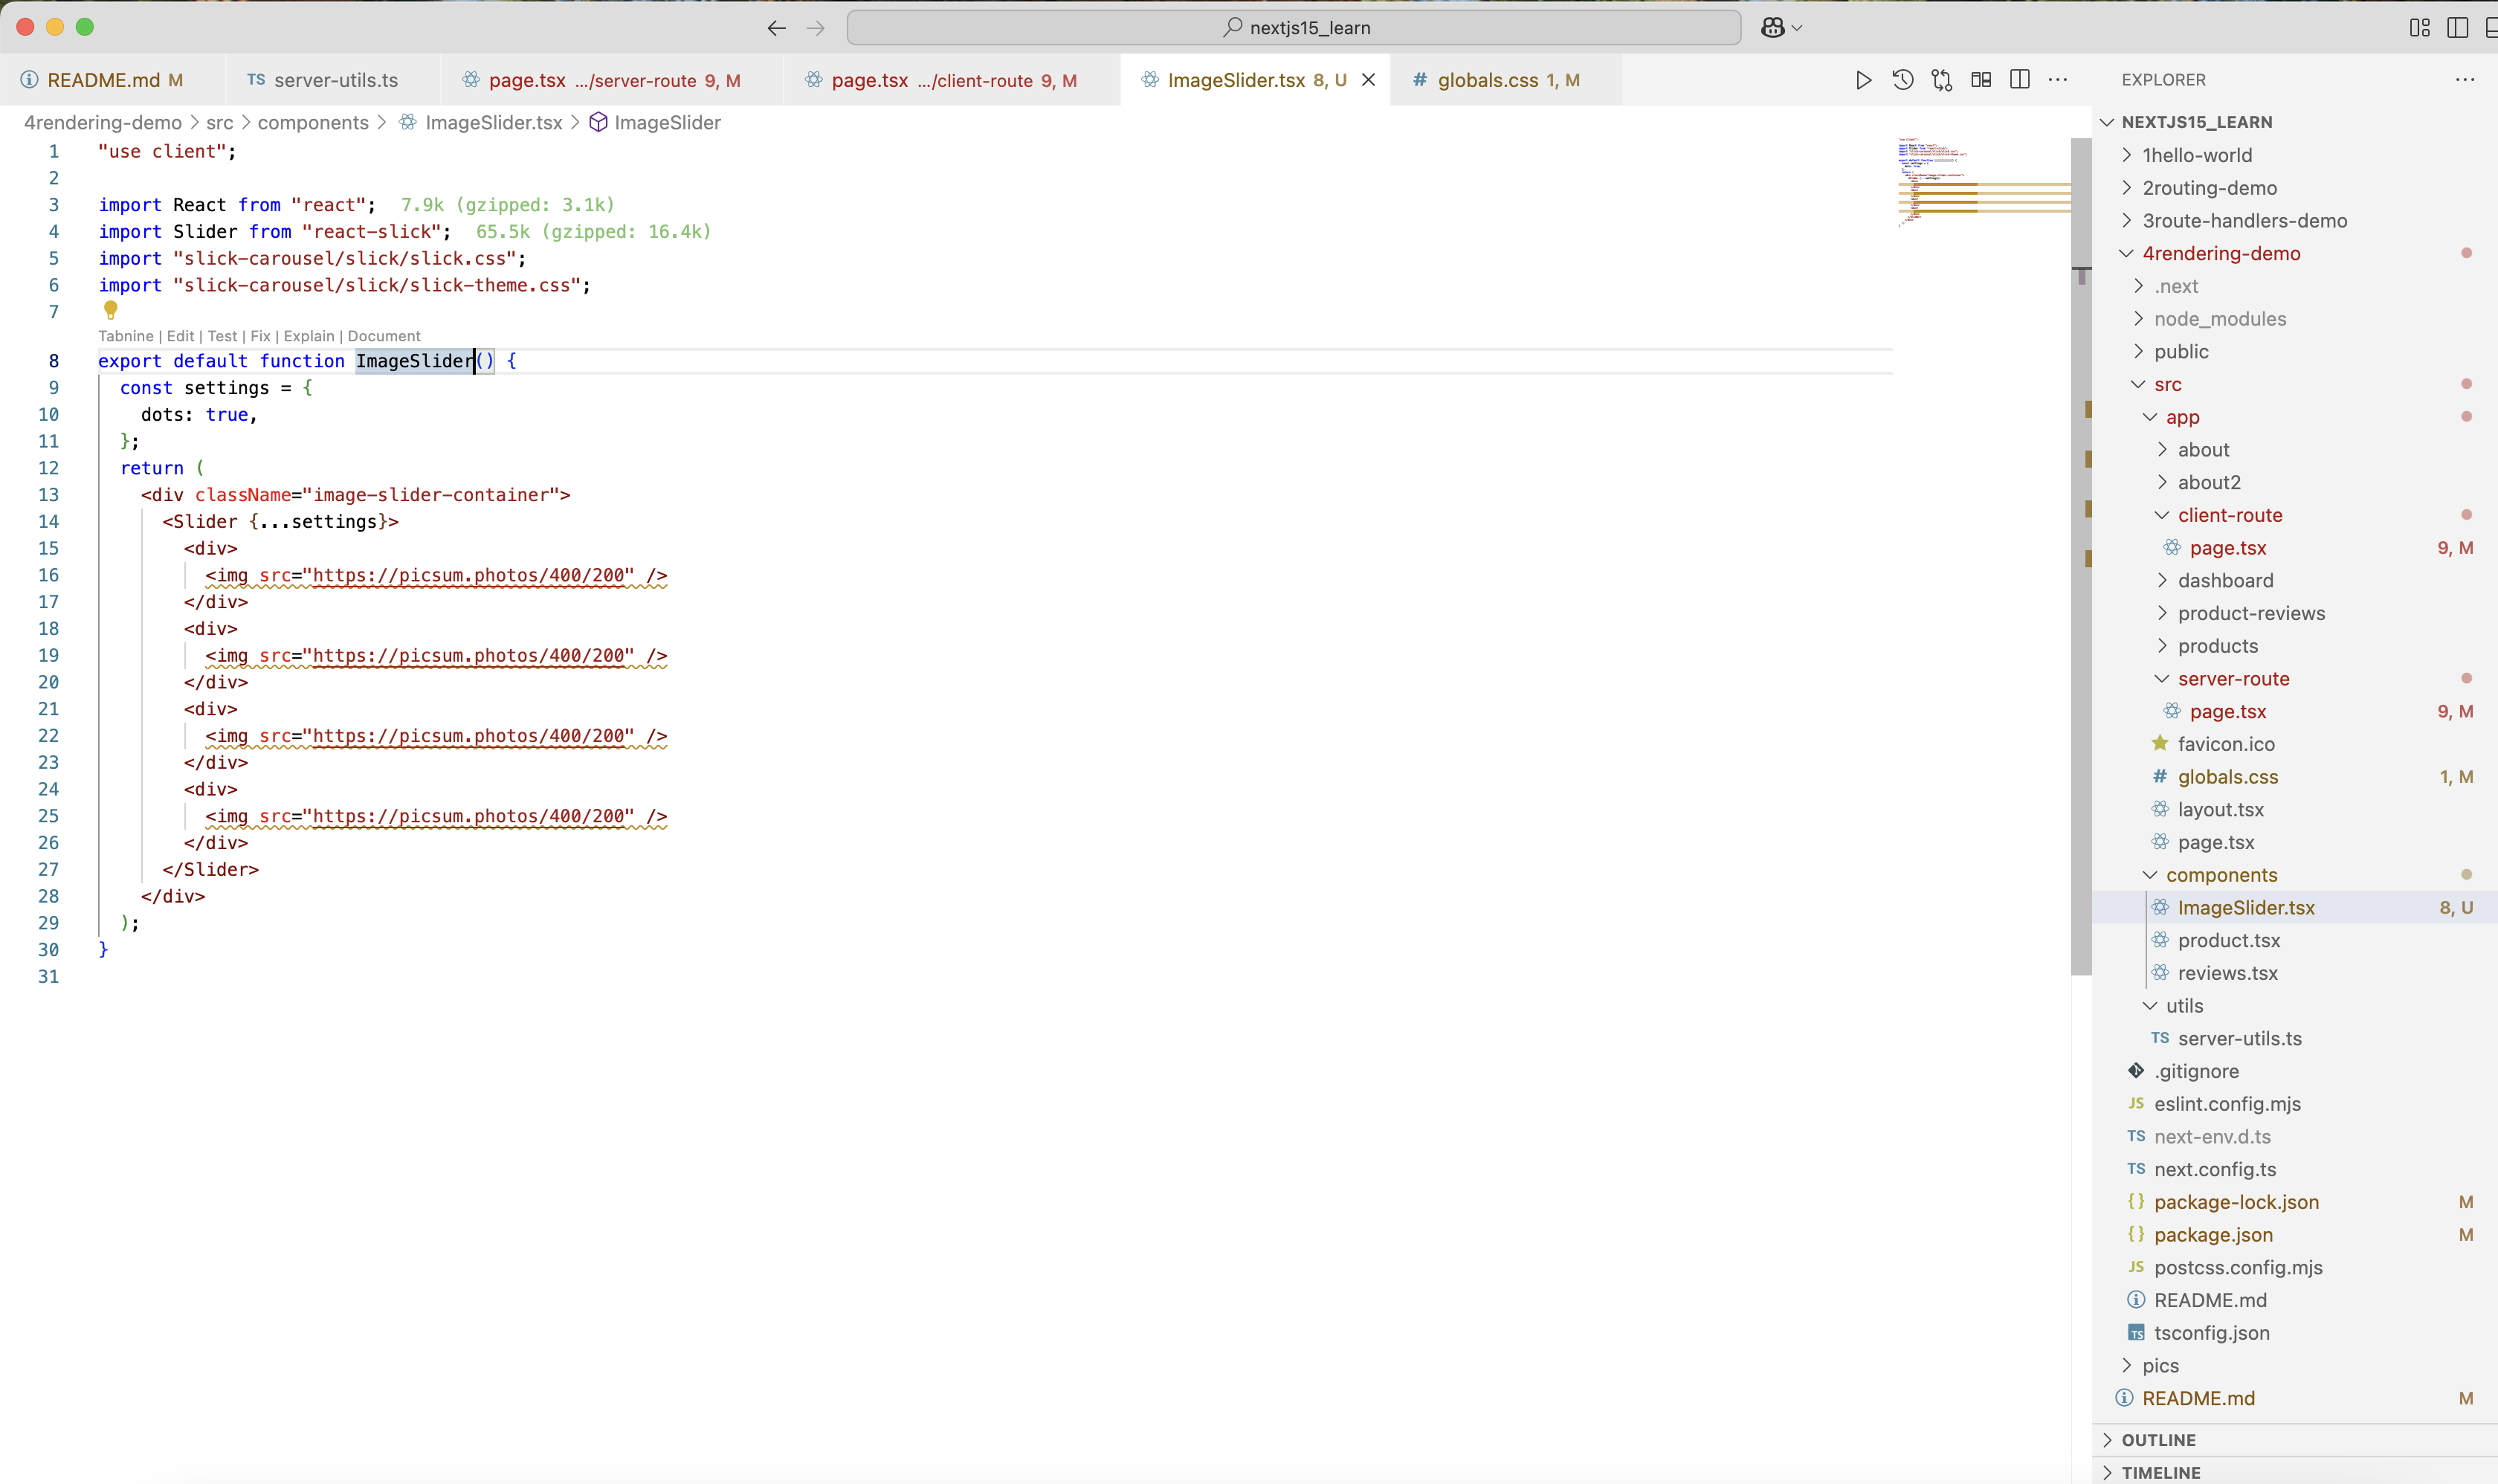 nextjs15_learn
README.md M
TS server-utils.ts
page.tsx .../server-route 9, M
page.tsx .../client-route 9, M
ImageSlider.tsx 8, U
# globals.css 1, M
4rendering-demo > src > components > ImageSlider.tsx > ImageSlider
1 "use client";
2
3 import React from "react"; 7.9k (gzipped: 3.1k)
4 import Slider from "react-slick"; 65.5k (gzipped: 16.4k)
5 import "slick-carousel/slick/slick.css";
6 import "slick-carousel/slick/slick-theme.css";
7
Tabnine | Edit | Test | Fix | Explain | Document
8 export default function ImageSlider() {
9 const settings = {
10 dots: true,
11 };
12 return (
13 <div className="image-slider-container">
14 <Slider {...settings}>
15 <div>
16 <img src="https://picsum.photos/400/200" />
17 </div>
18 <div>
19 <img src="https://picsum.photos/400/200" />
20 </div>
21 <div>
22 <img src="https://picsum.photos/400/200" />
23 </div>
24 <div>
25 <img src="https://picsum.photos/400/200" />
26 </div>
27 </Slider>
28 </div>
29 );
30 }
31
EXPLORER
NEXTJS15_LEARN
1hello-world
2routing-demo
3route-handlers-demo
4rendering-demo
.next
node_modules
public
src
app
about
about2
client-route
page.tsx 9, M
dashboard
product-reviews
products
server-route
page.tsx 9, M
favicon.ico
# globals.css 1, M
layout.tsx
page.tsx
components
ImageSlider.tsx 8, U
product.tsx
reviews.tsx
utils
TS server-utils.ts
.gitignore
JS eslint.config.mjs
TS next-env.d.ts
TS next.config.ts
{} package-lock.json M
{} package.json M
JS postcss.config.mjs
README.md
TS tsconfig.json
pics
README.md M
OUTLINE
TIMELINE